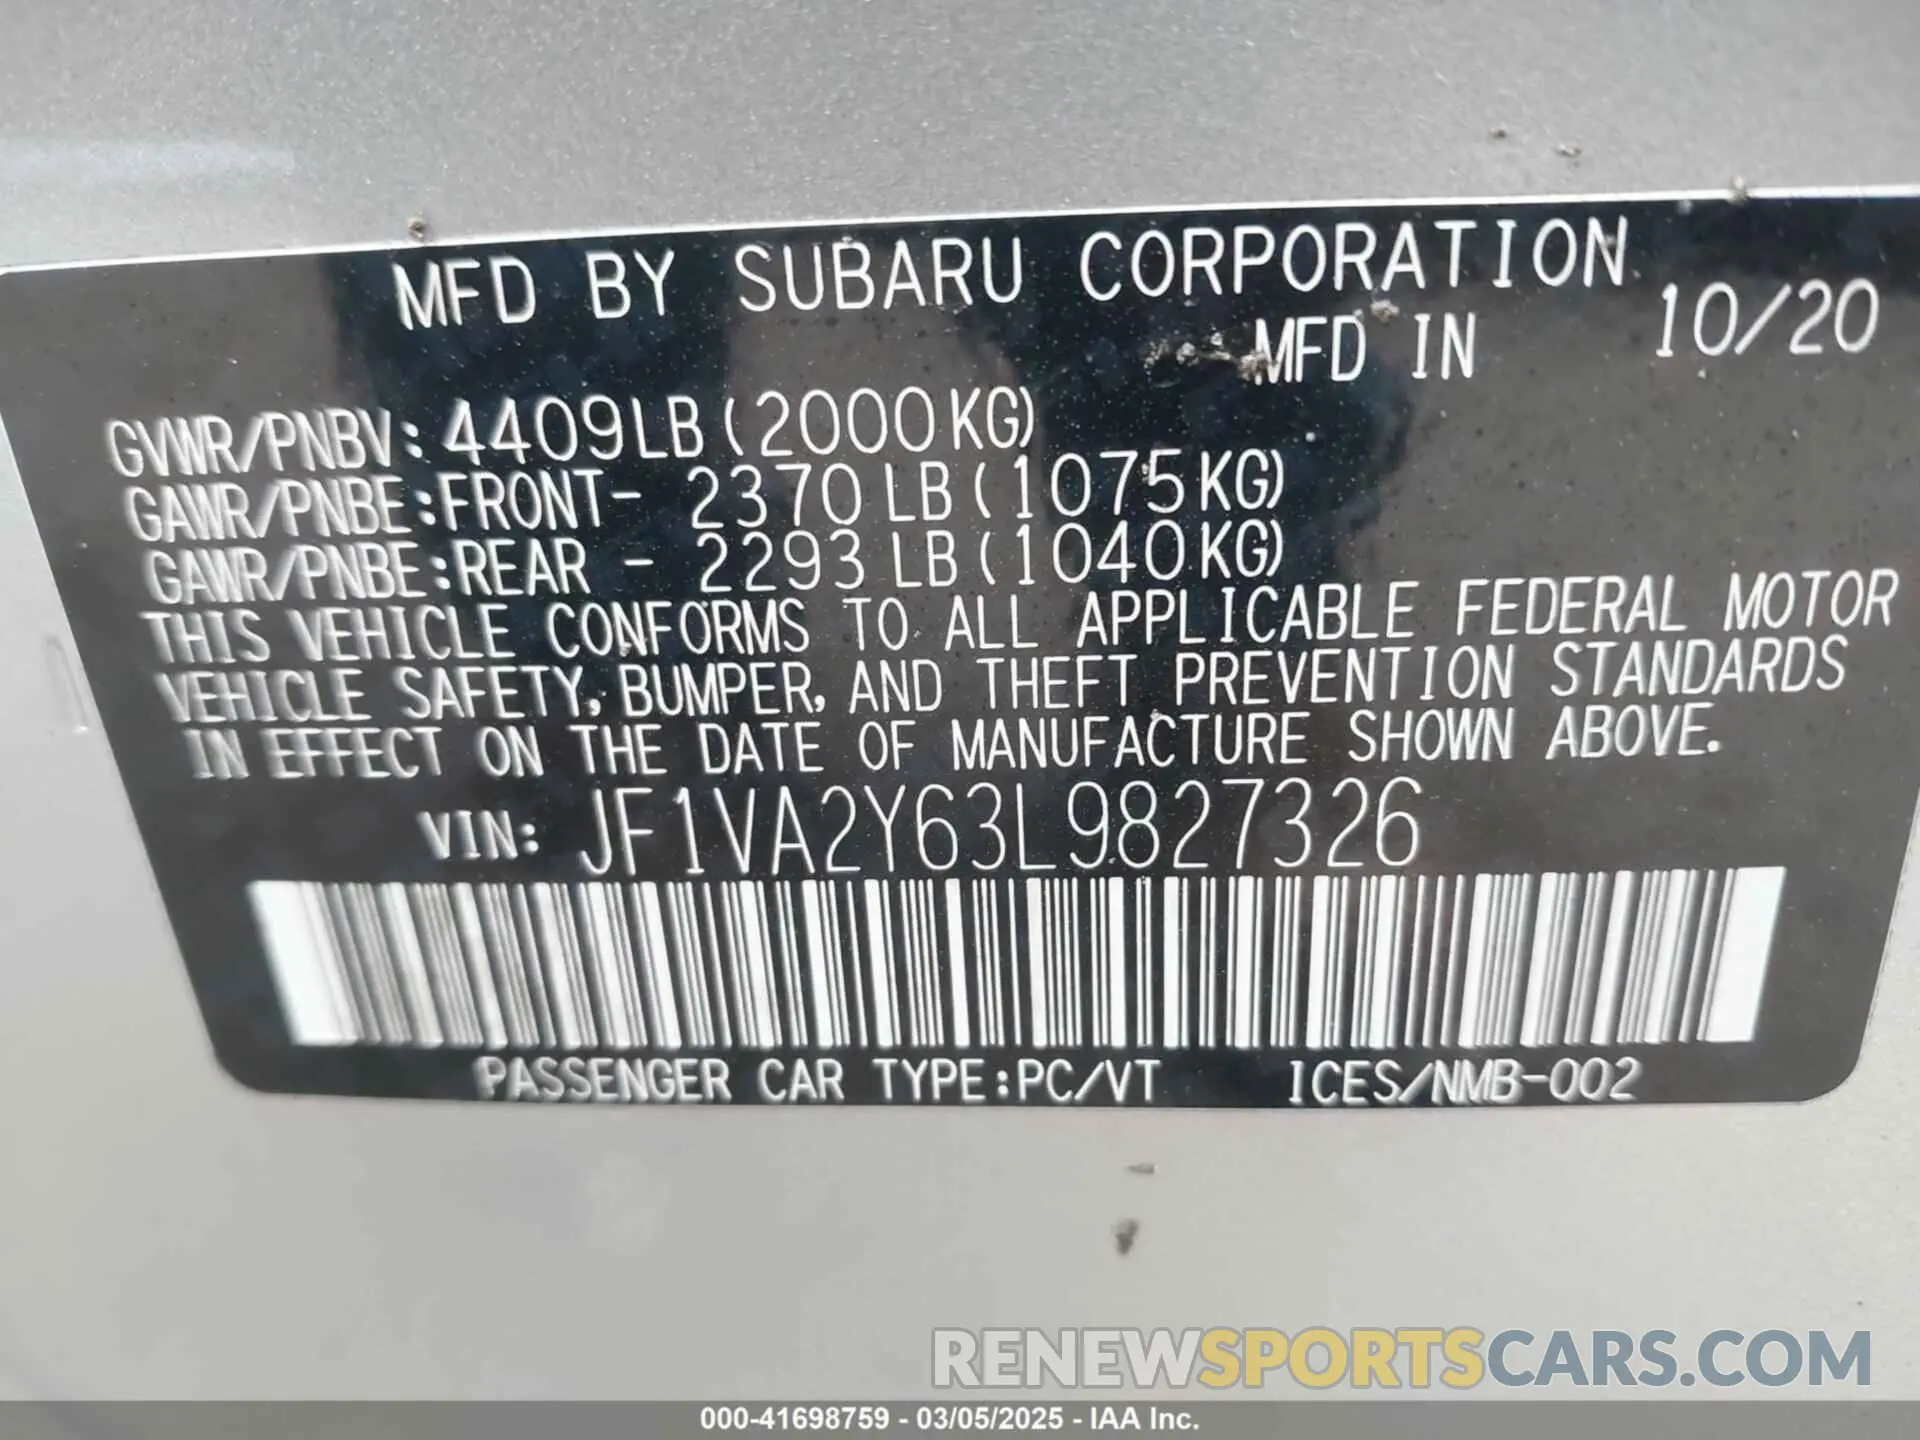 MFD BY SUBARU CORPORATION
MFD IN 10/20
GVWR/PNBV:4409LB(2000KG)
GAWR/PNBE:FRONT- 2370LB(1075KG)
GAWR/PNBE:REAR - 2293LB(1040KG)
THIS VEHICLE CONFORMS TO ALL APPLICABLE FEDERAL MOTOR
VEHICLE SAFETY, BUMPER, AND THEFT PREVENTION STANDARDS
IN EFFECT ON THE DATE OF MANUFACTURE SHOWN ABOVE.
VIN: JF1VA2Y63L9827326
PASSENGER CAR TYPE:PC/VT ICES/NMB-002
RENEWSPORTSCARS.COM
000-41698759 - 03/05/2025 - IAA Inc.